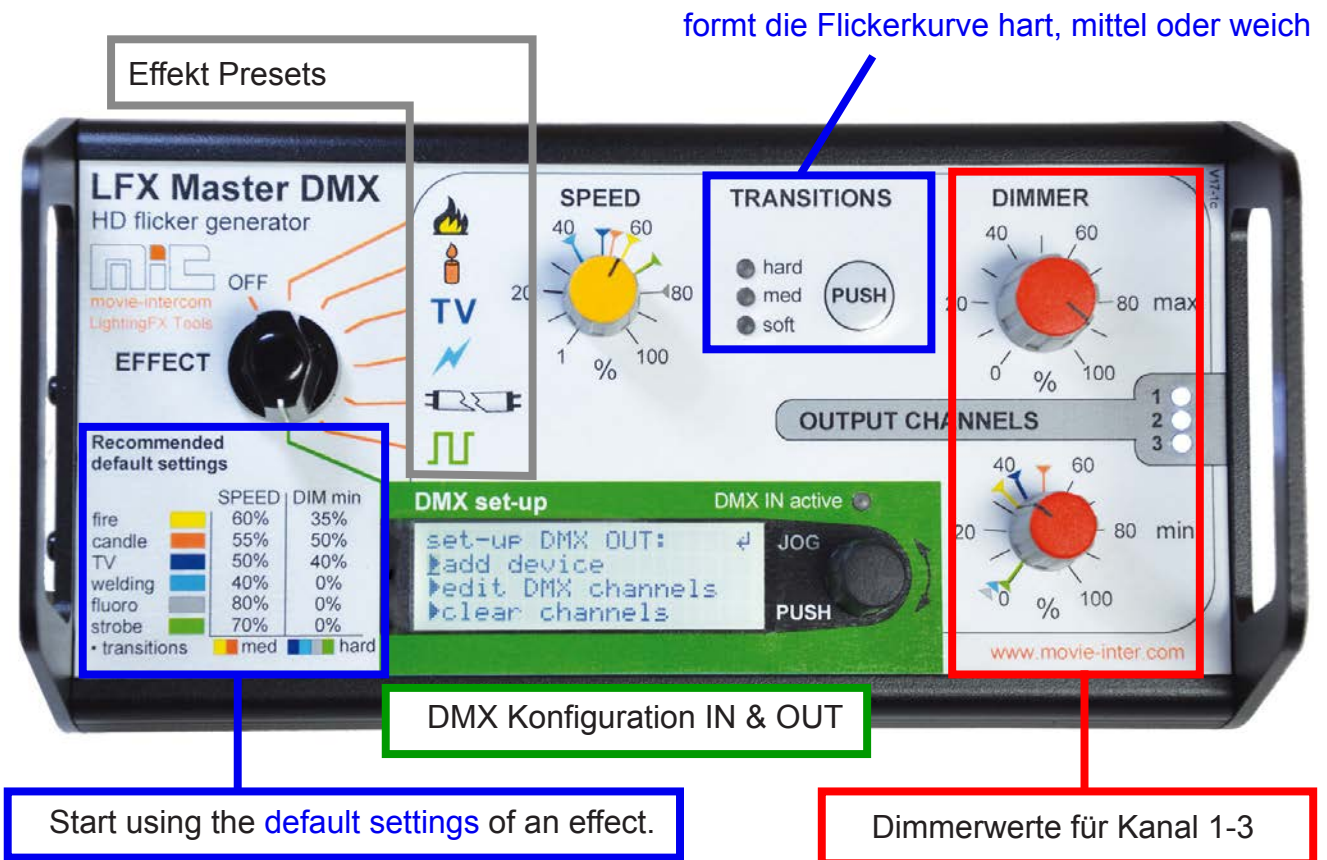 formt die Flickerkurve hart, mittel oder weich
Effekt Presets
LFX Master DMX
HD flicker generator
mic
movie-intercom
LightingFX Tools
OFF
EFFECT
TV
SPEED
1 20 40 60 80 100
%
TRANSITIONS
hard
med
soft
PUSH
DIMMER
0 20 40 60 80 100
%
max
V17-1c
OUTPUT CHANNELS
1
2
3
0 20 40 60 80 100
%
min
www.movie-inter.com
Recommended
default settings
SPEED DIM min
fire 60% 35%
candle 55% 50%
TV 50% 40%
welding 40% 0%
fluoro 80% 0%
strobe 70% 0%
• transitions med hard
DMX set-up
DMX IN active
set-up DMX OUT:
add device
edit DMX channels
clear channels
JOG
PUSH
DMX Konfiguration IN & OUT
Start using the default settings of an effect.
Dimmerwerte für Kanal 1-3